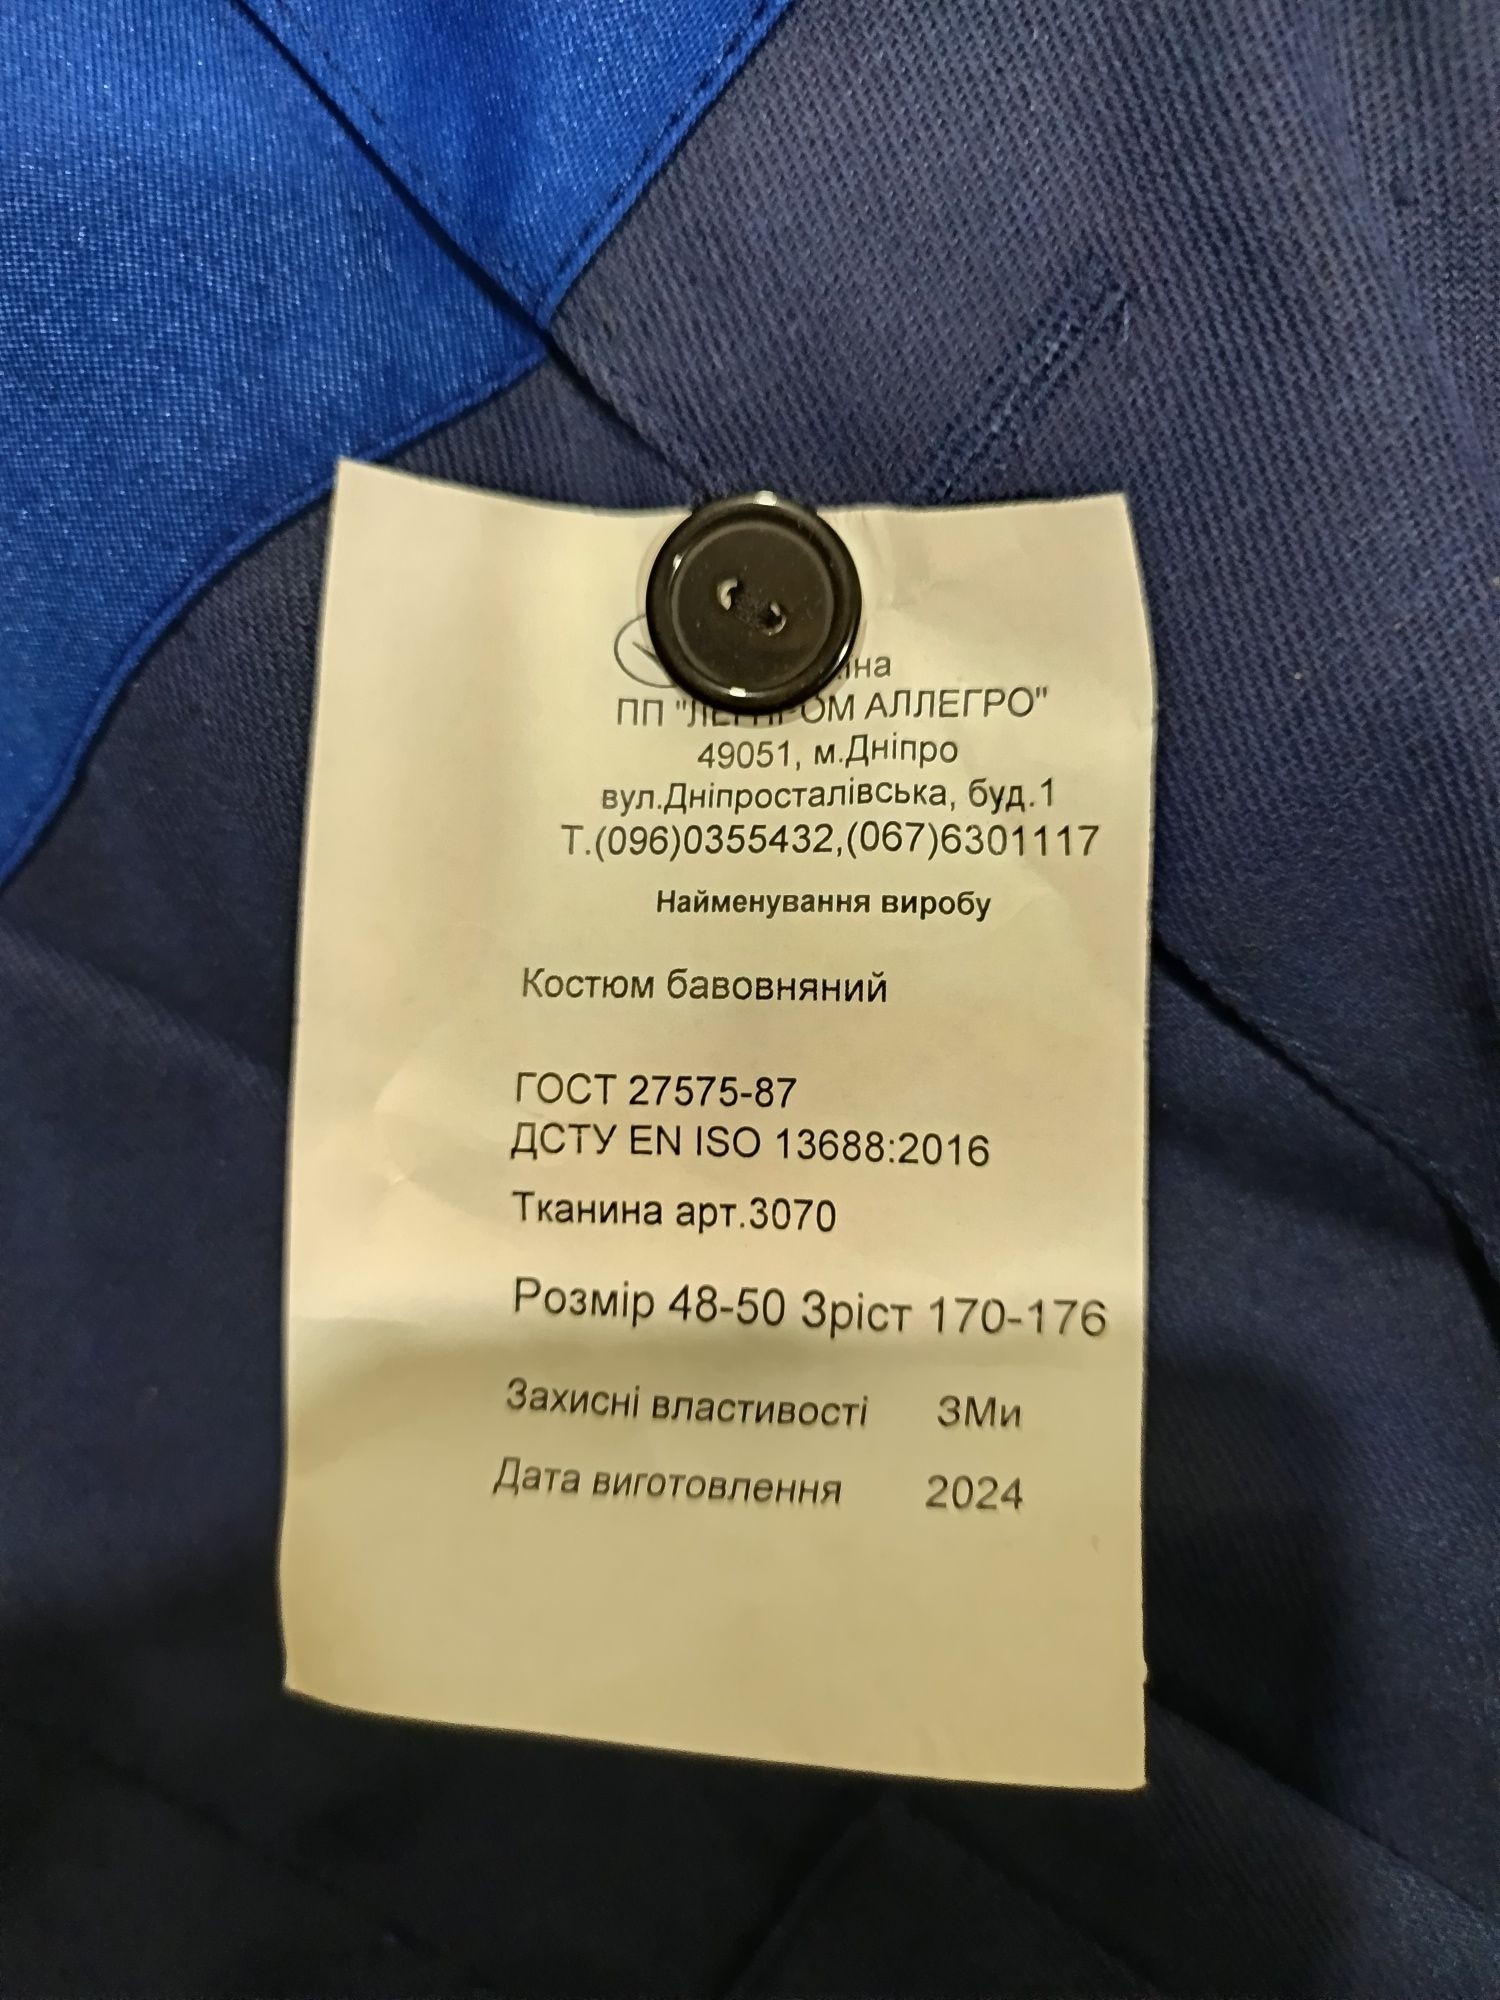 ПП "ЛЕГПРОМ АЛЛЕГРО"
49051, м.Дніпро
вул.Дніпросталівська, буд.1
Т.(096)0355432,(067)6301117
Найменування виробу
Костюм бавовняний
ГОСТ 27575-87
ДСТУ EN ISO 13688:2016
Тканина арт.3070
Розмір 48-50 Зріст 170-176
Захисні властивості ЗМи
Дата виготовлення 2024